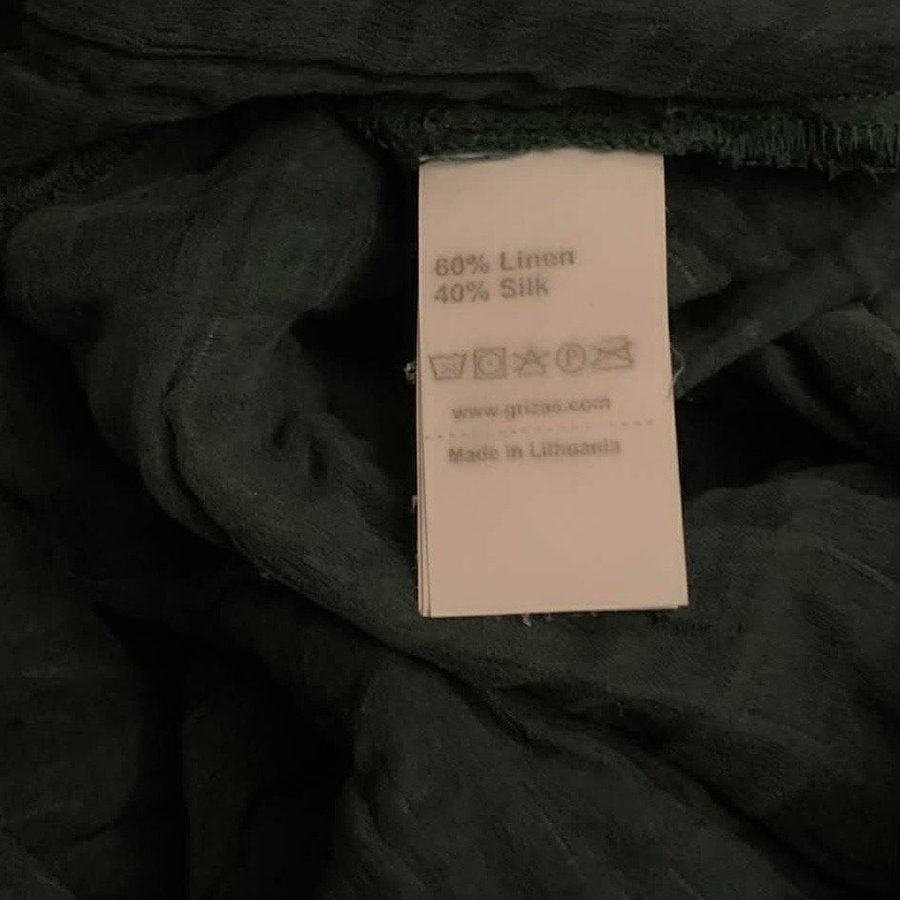 60% Linen
40% Silk
P
www.grizas.com
Made in Lithuania